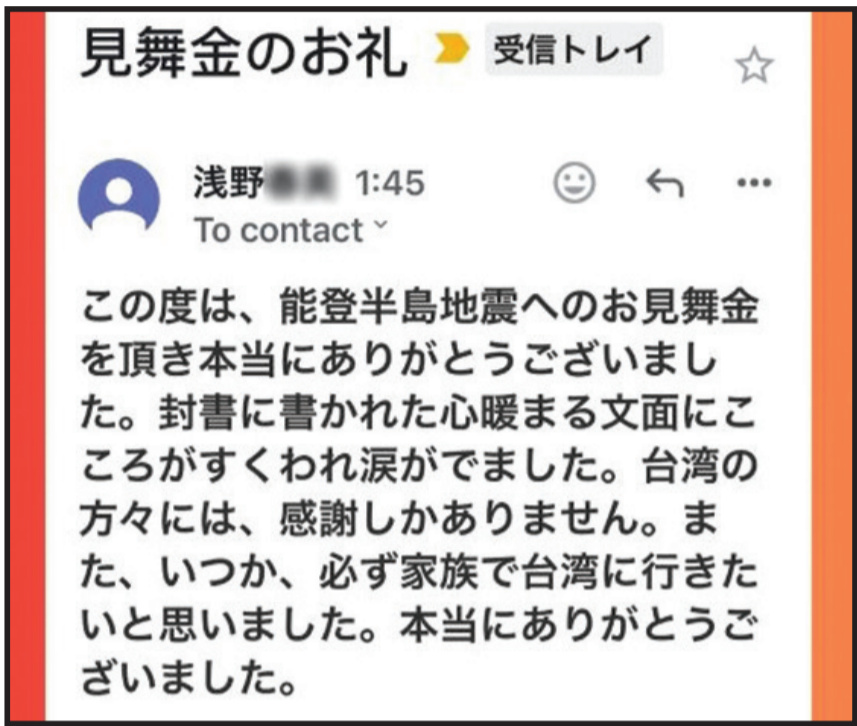 見舞金のお礼 受信トレイ
浅野 1:45
To contact
この度は、能登半島地震へのお見舞金
を頂き本当にありがとうございまし
た。封書に書かれた心暖まる文面にこ
ころがすくわれ涙がでました。台湾の
方々には、感謝しかありません。ま
た、いつか、必ず家族で台湾に行きた
いと思いました。本当にありがとうご
ざいました。